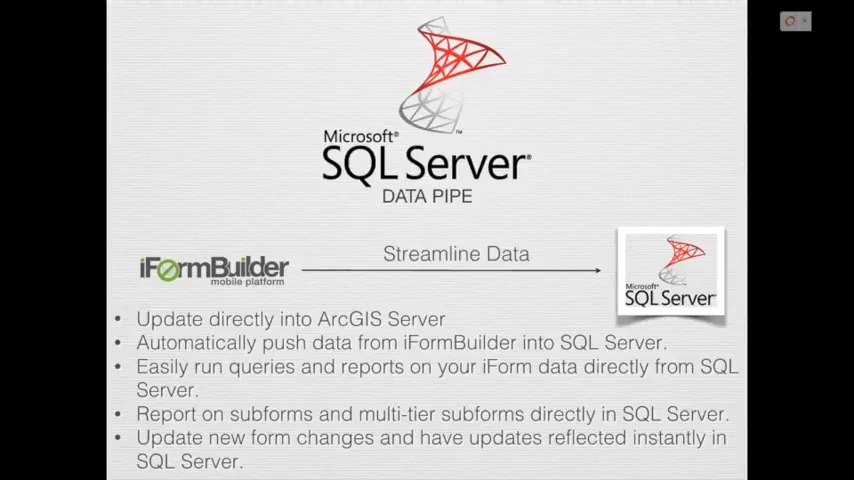 Microsoft®
SQL Server®
DATA PIPE
iFormBuilder
mobile platform
Streamline Data
Microsoft®
SQL Server
• Update directly into ArcGIS Server
• Automatically push data from iFormBuilder into SQL Server.
• Easily run queries and reports on your iForm data directly from SQL
Server.
• Report on subforms and multi-tier subforms directly in SQL Server.
• Update new form changes and have updates reflected instantly in
SQL Server.